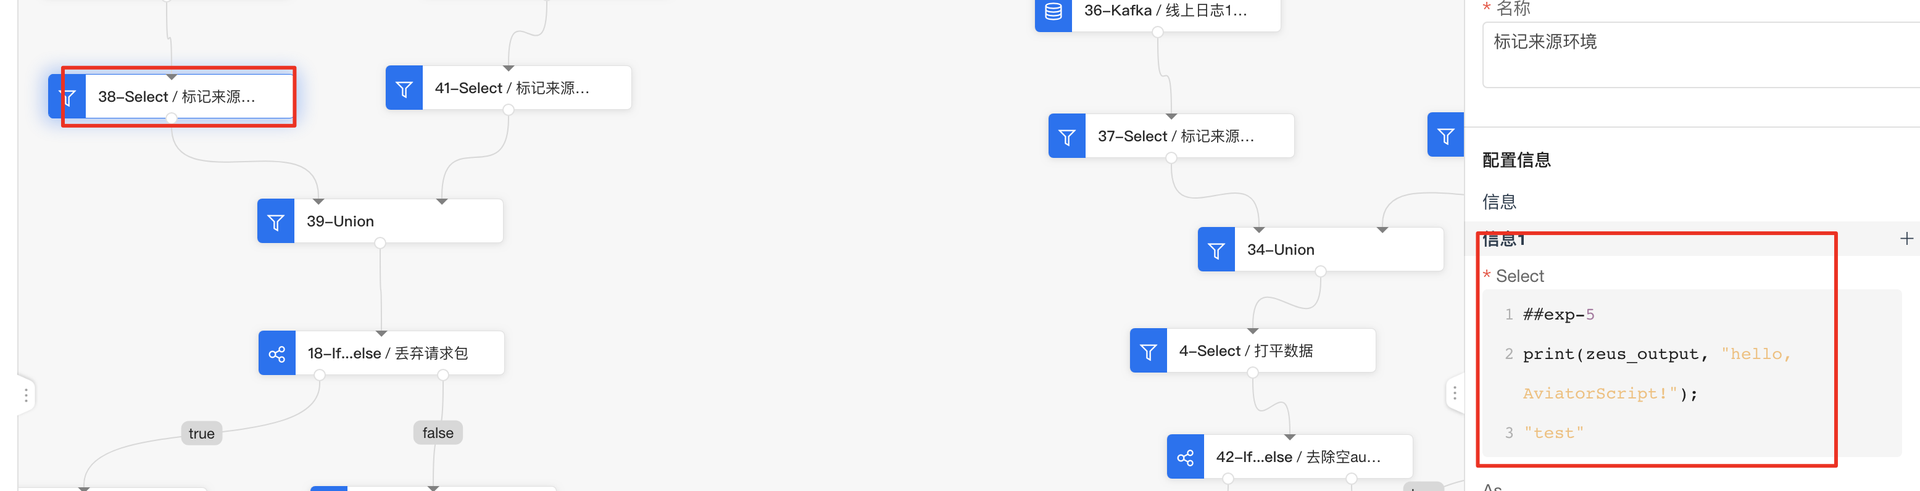 36-Kafka / 线上日志1...
38-Select / 标记来源...
41-Select / 标记来源...
37-Select / 标记来源...
39-Union
34-Union
18-If...else / 丢弃请求包
4-Select / 打平数据
true
false
42-If...else / 去除空au...
* 名称
标记来源环境
配置信息
信息
信息1
* Select
1 ##exp-5
2 print(zeus_output, "hello,
AviatorScript!");
3 "test"
As